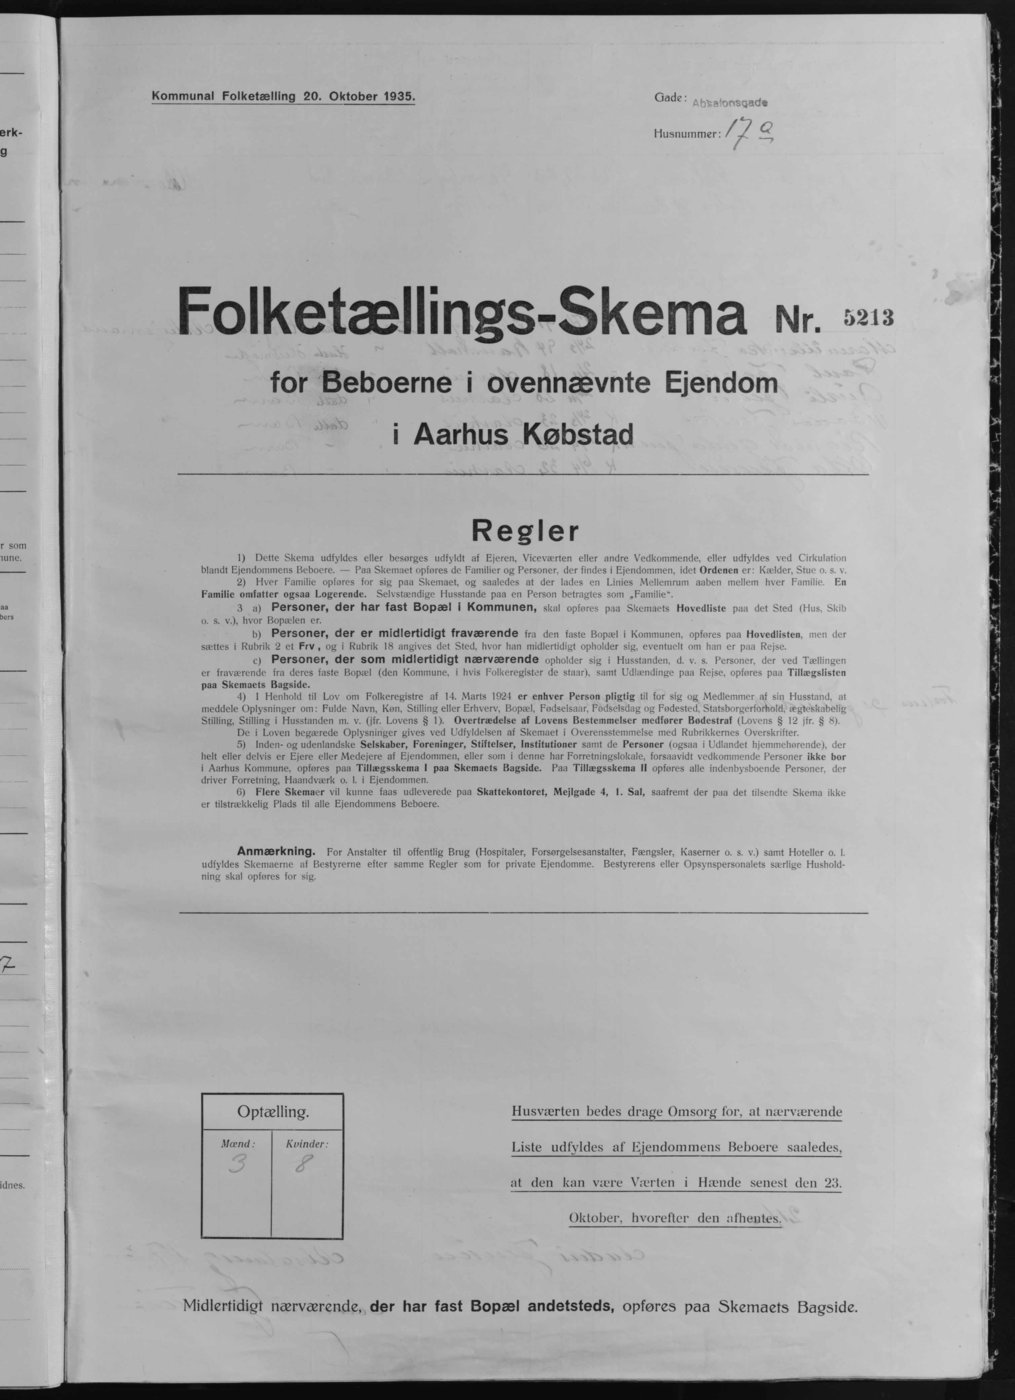 Kommunal Folketælling 20. Oktober 1935.
Gade: Absalonsgade
Husnummer: 17 a
Folketællings-Skema Nr. 5213
for Beboerne i ovennævnte Ejendom
i Aarhus Købstad
Regler
1) Dette Skema udfyldes eller besørges udfyldt af Ejeren, Viceværten eller andre Vedkommende, eller udfyldes ved Cirkulation
blandt Ejendommens Beboere. — Paa Skemaet opføres de Familier og Personer, der findes i Ejendommen, idet Ordenen er: Kælder, Stue o. s. v.
2) Hver Familie opføres for sig paa Skemaet, og saaledes at der lades en Linies Mellemrum aaben mellem hver Familie. En
Familie omfatter ogsaa Logerende. Selvstændige Husstande paa en Person betragtes som „Familie".
3 a) Personer, der har fast Bopæl i Kommunen, skal opføres paa Skemaets Hovedliste paa det Sted (Hus, Skib
o. s. v.), hvor Bopælen er.
b) Personer, der er midlertidigt fraværende fra den faste Bopæl i Kommunen, opføres paa Hovedlisten, men der
sættes i Rubrik 2 et Frv, og i Rubrik 18 angives det Sted, hvor han midlertidigt opholder sig, eventuelt om han er paa Rejse.
c) Personer, der som midlertidigt nærværende opholder sig i Husstanden, d. v. s. Personer, der ved Tællingen
er fraværende fra deres faste Bopæl (den Kommune, i hvis Folkeregister de staar), samt Udlændinge paa Rejse, opføres paa Tillægslisten
paa Skemaets Bagside.
4) I Henhold til Lov om Folkeregistre af 14. Marts 1924 er enhver Person pligtig til for sig og Medlemmer af sin Husstand, at
meddele Oplysninger om: Fulde Navn, Køn, Stilling eller Erhverv, Bopæl, Fødselsaar, Fødselsdag og Fødested, Statsborgerforhold, ægteskabelig
Stilling, Stilling i Husstanden m. v. (jfr. Lovens § 1). Overtrædelse af Lovens Bestemmelser medfører Bødestraf (Lovens § 12 jfr. § 8).
De i Loven begærede Oplysninger gives ved Udfyldelsen af Skemaet i Overensstemmelse med Rubrikkernes Overskrifter.
5) Inden- og udenlandske Selskaber, Foreninger, Stiftelser, Institutioner samt de Personer (ogsaa i Udlandet hjemmehørende), der
helt eller delvis er Ejere eller Medejere af Ejendommen, eller som i denne har Forretningslokale, forsaavidt vedkommende Personer ikke bor
i Aarhus Kommune, opføres paa Tillægsskema I paa Skemaets Bagside. Paa Tillægsskema II opføres alle indenbysboende Personer, der
driver Forretning, Haandværk o. l. i Ejendommen.
6) Flere Skemaer vil kunne faas udleverede paa Skattekontoret, Mejlgade 4, 1. Sal, saafremt der paa det tilsendte Skema ikke
er tilstrækkelig Plads til alle Ejendommens Beboere.
Anmærkning. For Anstalter til offentlig Brug (Hospitaler, Forsørgelsesanstalter, Fængsler, Kaserner o. s. v.) samt Hoteller o. l.
udfyldes Skemaerne af Bestyrerne efter samme Regler som for private Ejendomme. Bestyrerens eller Opsynspersonalets særlige Hushold-
ning skal opføres for sig.
Optælling.
Mænd: Kvinder:
3 8
Husværten bedes drage Omsorg for, at nærværende
Liste udfyldes af Ejendommens Beboere saaledes,
at den kan være Værten i Hænde senest den 23.
Oktober, hvorefter den afhentes.
Midlertidigt nærværende, der har fast Bopæl andetsteds, opføres paa Skemaets Bagside.